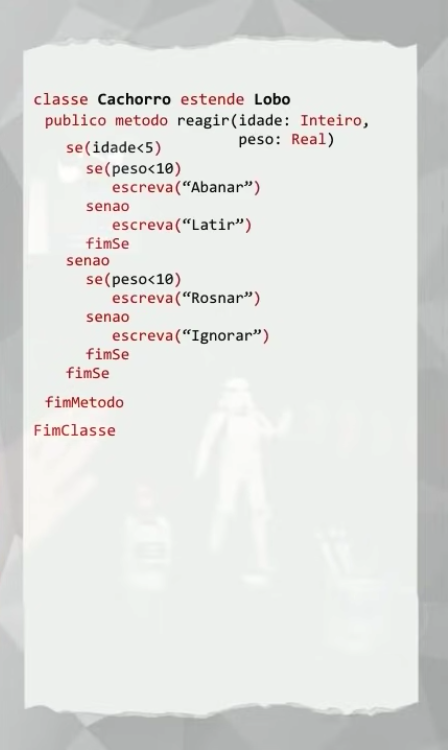 classe Cachorro estende Lobo
publico metodo reagir(idade: Inteiro,
peso: Real)
se(idade<5)
se(peso<10)
escreva(“Abanar”)
senao
escreva(“Latir”)
fimSe
senao
se(peso<10)
escreva(“Rosnar”)
senao
escreva(“Ignorar”)
fimSe
fimSe
fimMetodo
FimClasse